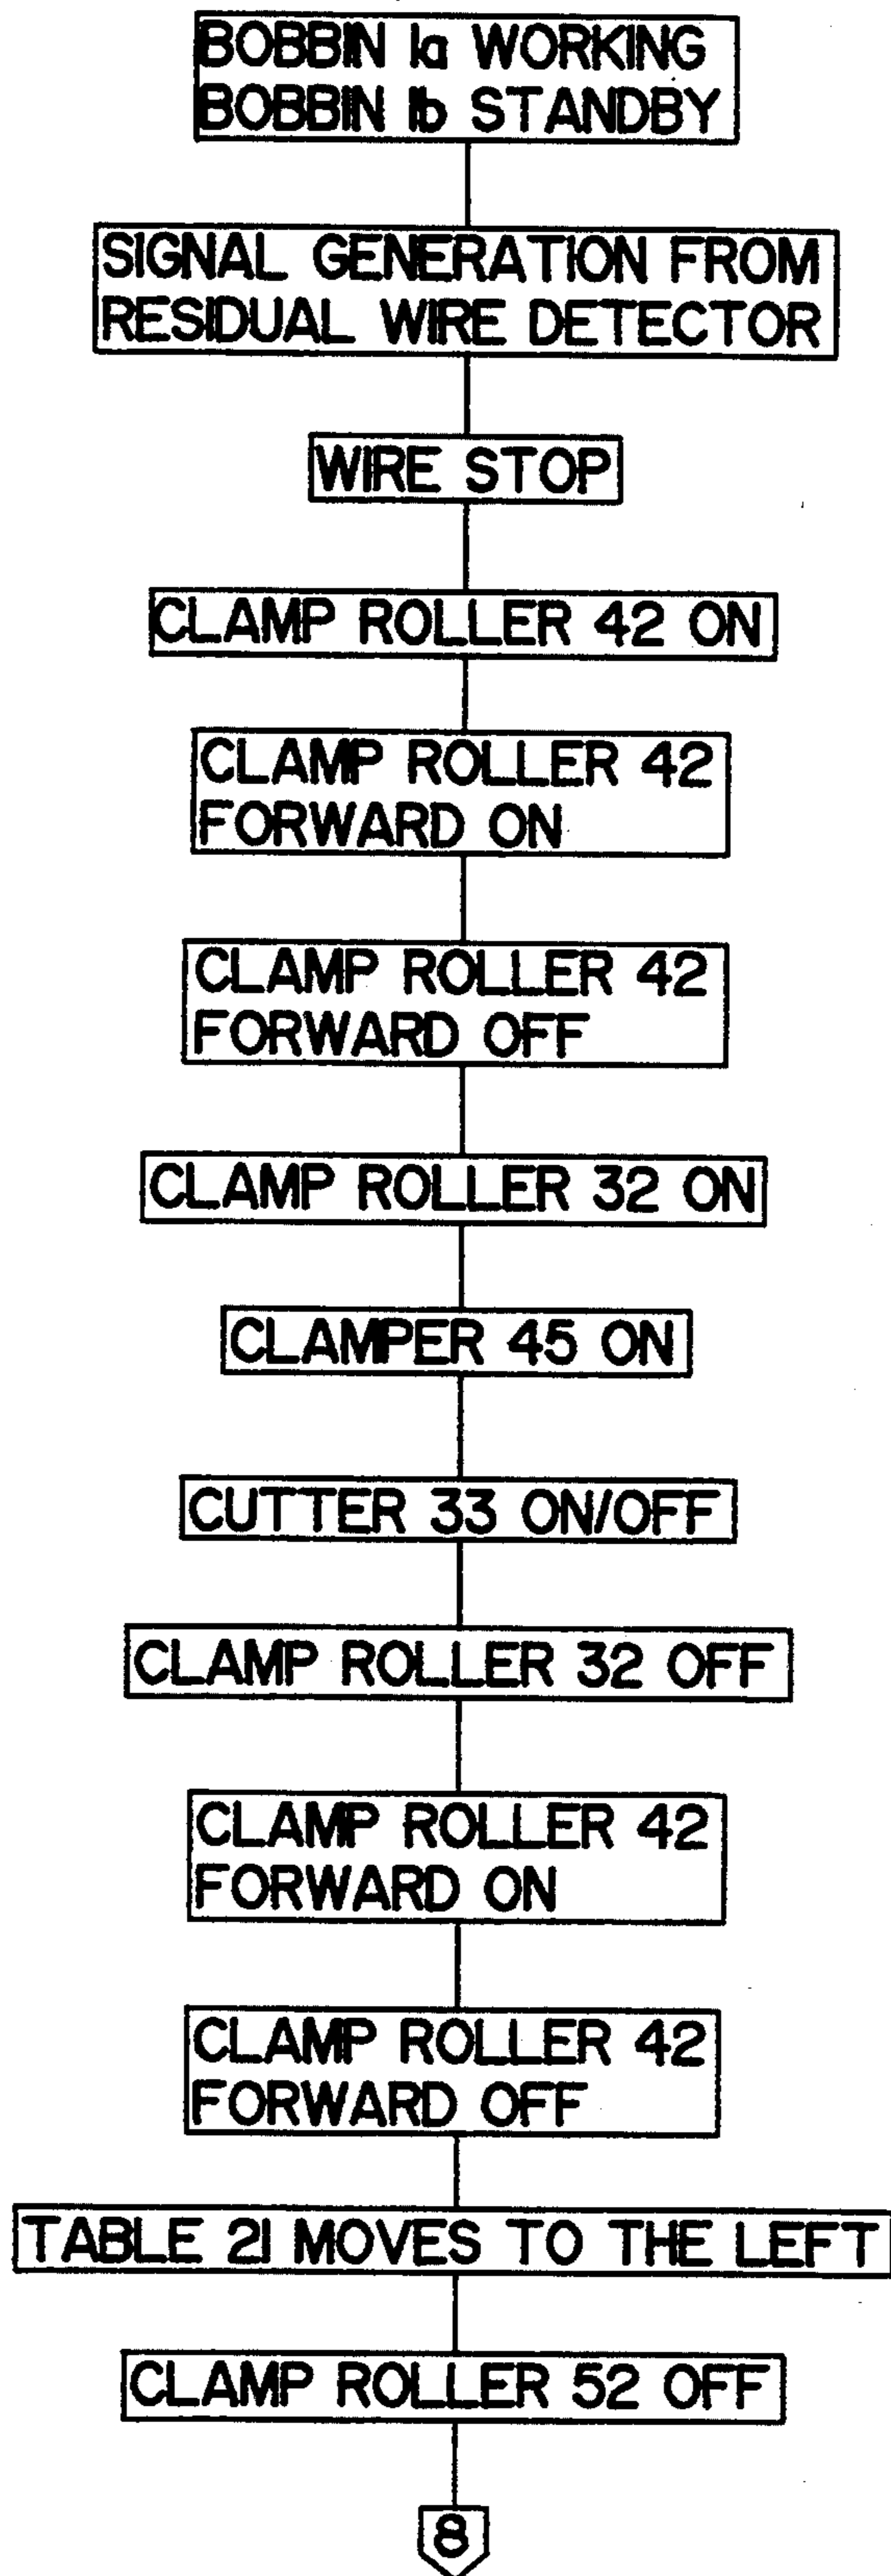 BOBBIN 1a WORKING
BOBBIN 1b STANDBY
SIGNAL GENERATION FROM
RESIDUAL WIRE DETECTOR
WIRE STOP
CLAMP ROLLER 42 ON
CLAMP ROLLER 42
FORWARD ON
CLAMP ROLLER 42
FORWARD OFF
CLAMP ROLLER 32 ON
CLAMPER 45 ON
CUTTER 33 ON/OFF
CLAMP ROLLER 32 OFF
CLAMP ROLLER 42
FORWARD ON
CLAMP ROLLER 42
FORWARD OFF
TABLE 21 MOVES TO THE LEFT
CLAMP ROLLER 52 OFF
8